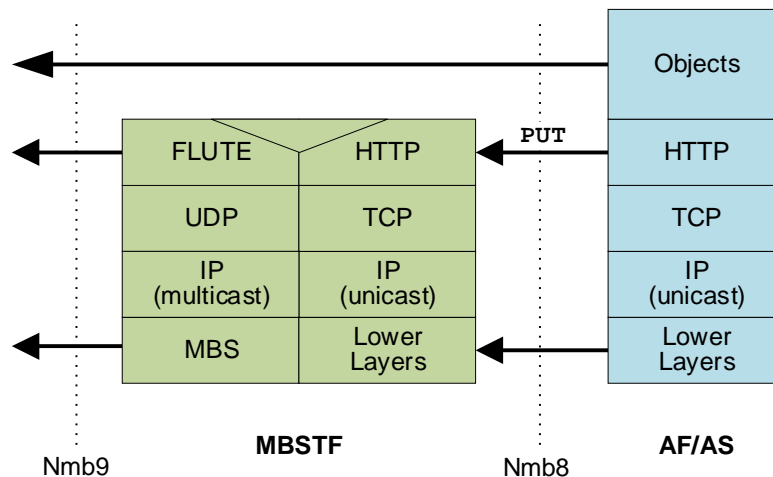 Objects
PUT
FLUTE
HTTP
HTTP
UDP
TCP
TCP
IP
(multicast)
IP
(unicast)
IP
(unicast)
MBS
Lower
Layers
Lower
Layers
MBSTF
AF/AS
Nmb9
Nmb8